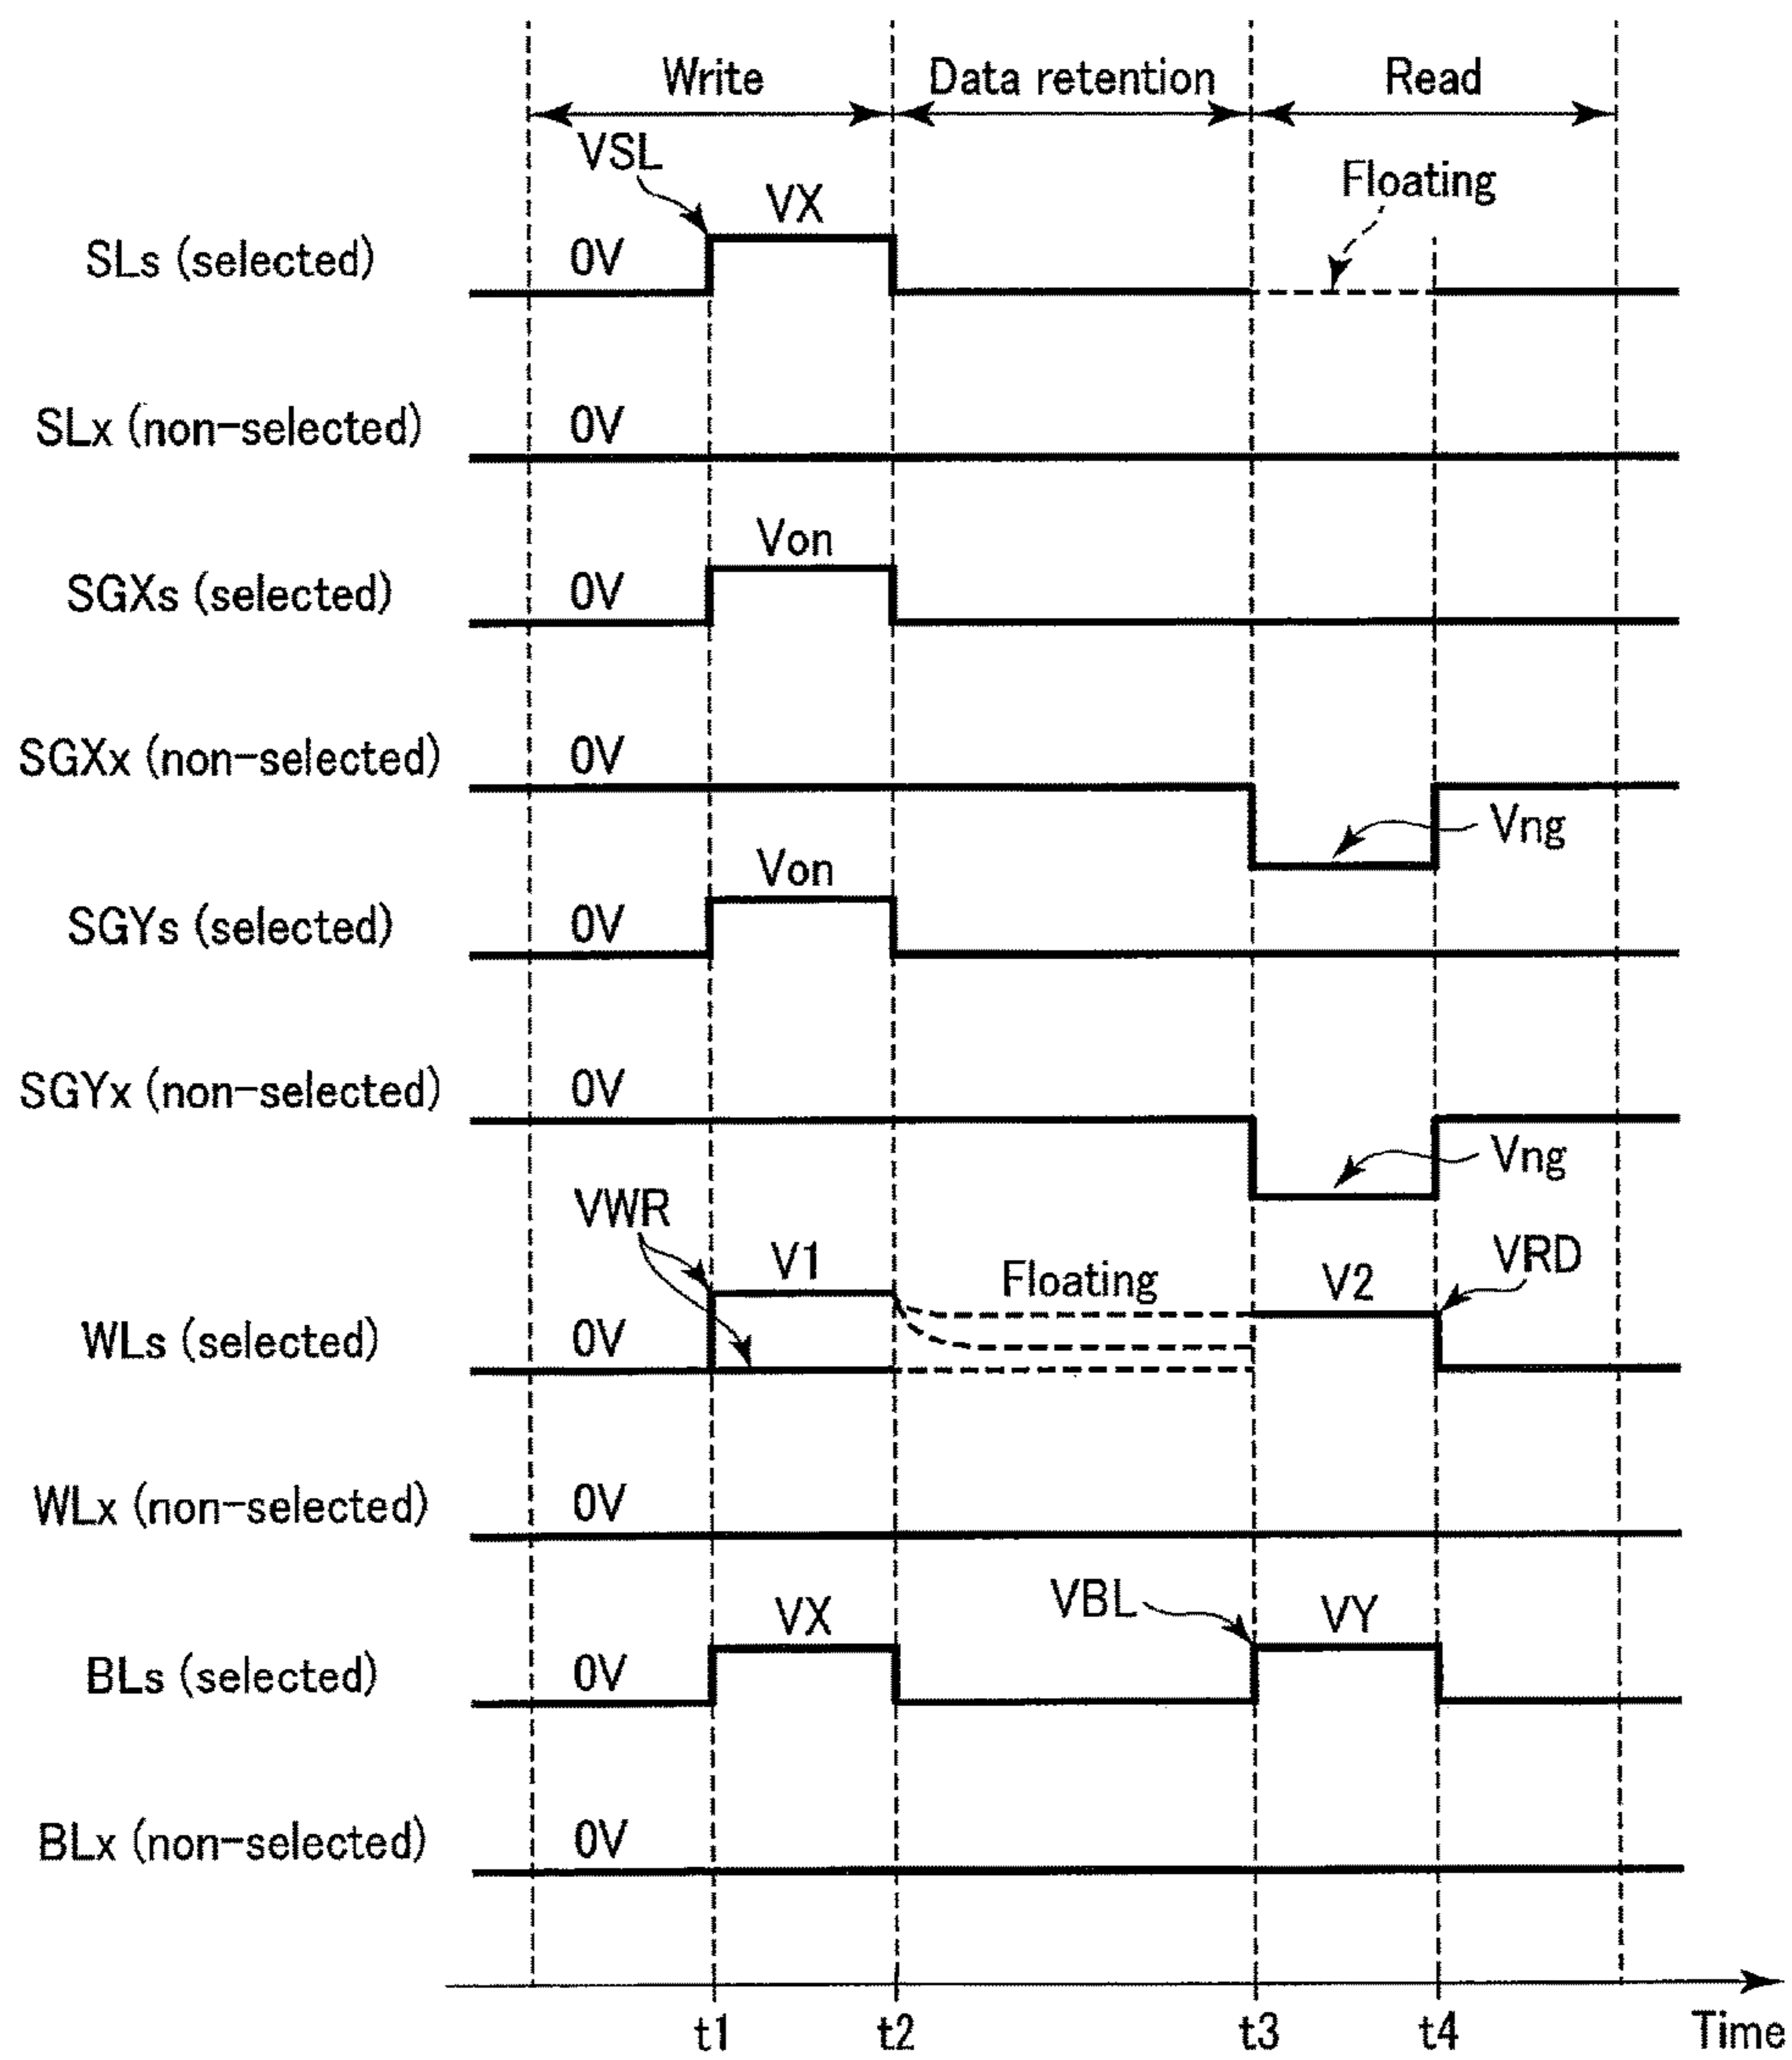 Write Data retention Read
VSL
VX
Floating
SLs (selected) 0V
SLx (non-selected) 0V
Von
SGXs (selected) 0V
SGXx (non-selected) 0V
Vng
Von
SGYs (selected) 0V
SGYx (non-selected) 0V
Vng
VWR
V1 Floating V2 VRD
WLs (selected) 0V
WLx (non-selected) 0V
VX VBL VY
BLs (selected) 0V
BLx (non-selected) 0V
t1 t2 t3 t4 Time